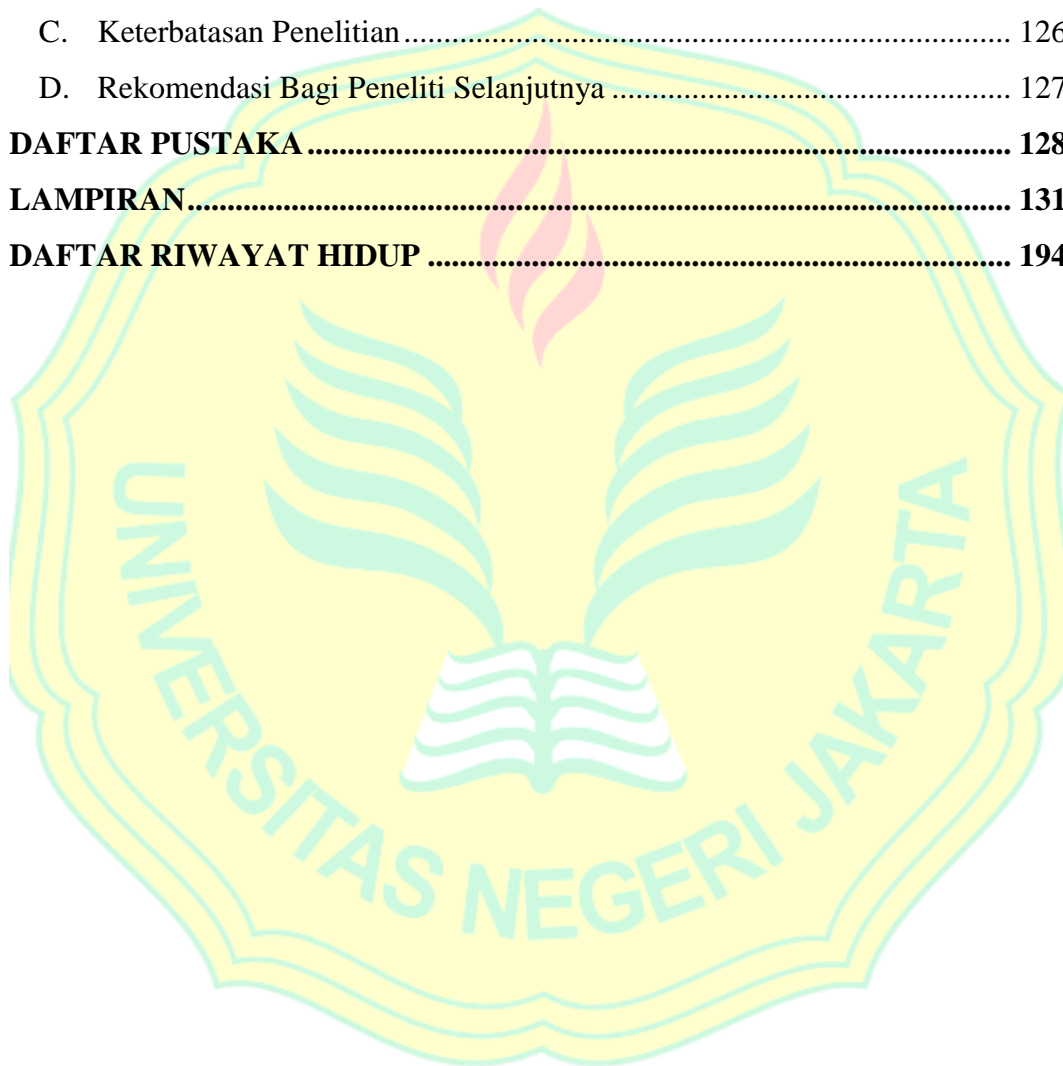 C. Keterbatasan Penelitian ........................................................................... 126
D. Rekomendasi Bagi Peneliti Selanjutnya .................................................. 127
DAFTAR PUSTAKA ....................................................................................... 128
LAMPIRAN...................................................................................................... 131
DAFTAR RIWAYAT HIDUP ........................................................................ 194
UNIVERSITAS NEGERI JAKARTA